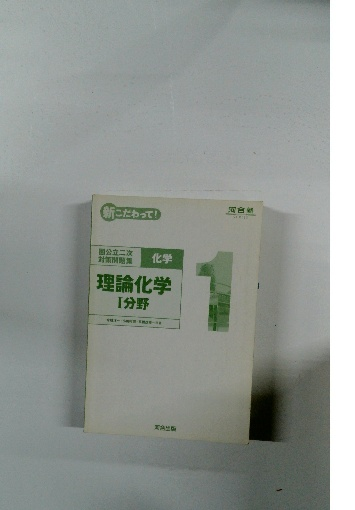 新こだわって!
河合塾
国公立二次
対策問題集
化学
理論化学
I分野
1
河合出版